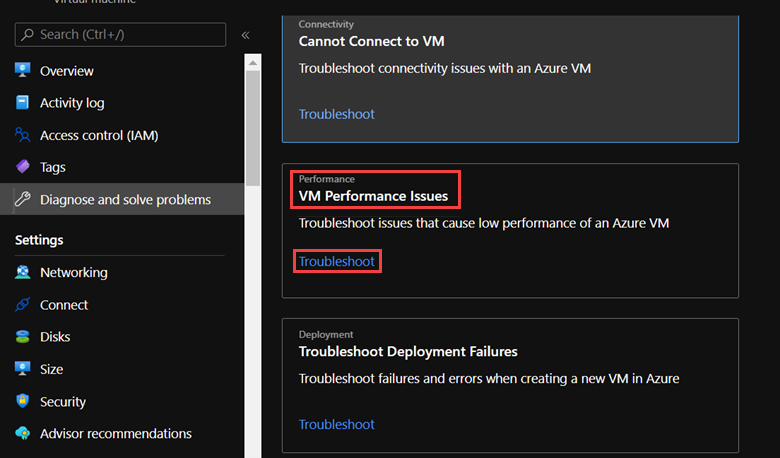 Virtual machine
Search (Ctrl+/)
«
Overview
Activity log
Access control (IAM)
Tags
Diagnose and solve problems
Settings
Networking
Connect
Disks
Size
Security
Advisor recommendations
Connectivity
Cannot Connect to VM
Troubleshoot connectivity issues with an Azure VM
Troubleshoot
Performance
VM Performance Issues
Troubleshoot issues that cause low performance of an Azure VM
Troubleshoot
Deployment
Troubleshoot Deployment Failures
Troubleshoot failures and errors when creating a new VM in Azure
Troubleshoot